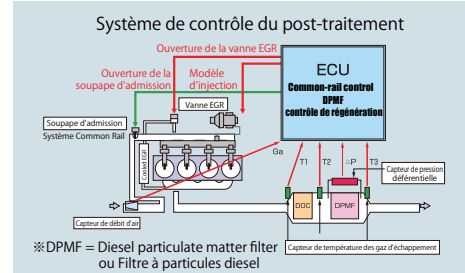 Système de contrôle du post-traitement
Ouverture de la vanne EGR
Ouverture de la
soupape d'admission
Modèle
d'injection
ECU
Common-rail control
DPMF
contrôle de régénération
Vanne EGR
Soupape d'admission
Système Common Rail
Cooled EGR
Ga
T1
T2
△P
T3
Capteur de pression
déférentielle
DOC
DPMF
Capteur de débit d'air
Capteur de température des gaz d'échappement
※DPMF = Diesel particulate matter filter
ou Filtre à particules diesel